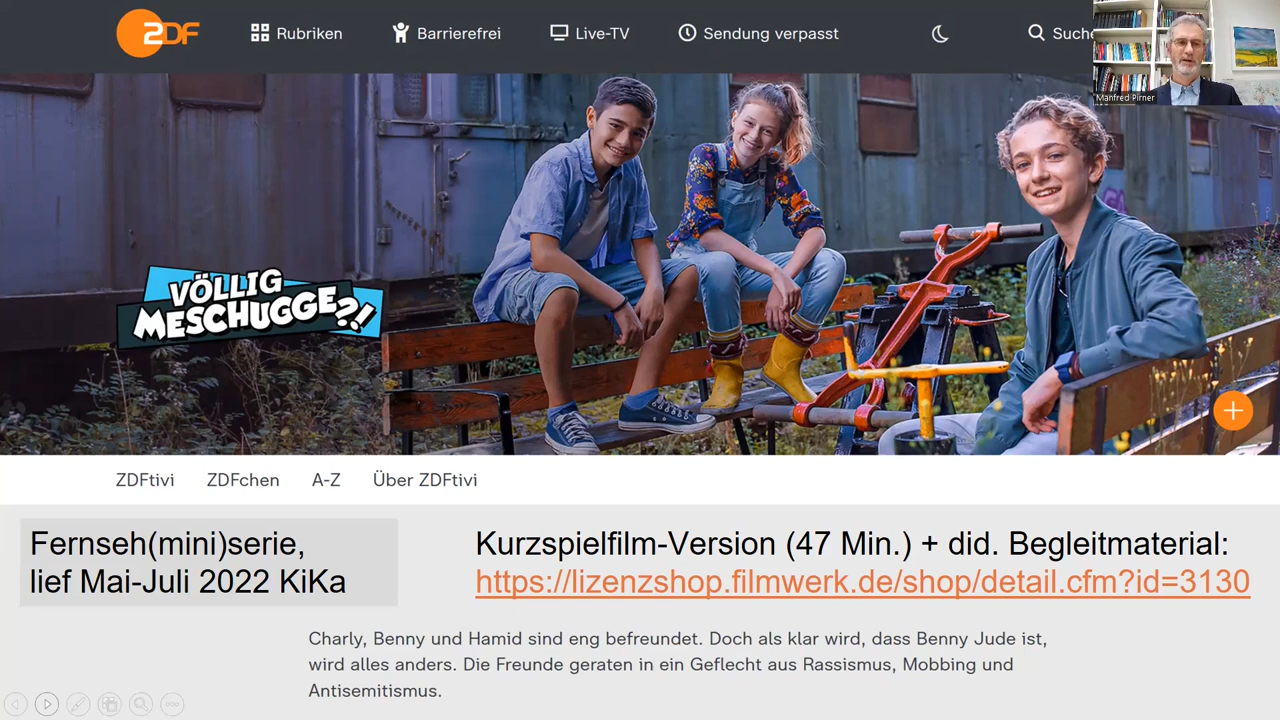 ZDF
Rubriken
Barrierefrei
Live-TV
Sendung verpasst
Suche
Manfred Pirner
VÖLLIG
MESCHUGGE?!
ZDFtivi
ZDFchen
A-Z
Über ZDFtivi
Fernseh(mini)serie,
lief Mai-Juli 2022 KiKa
Kurzspielfilm-Version (47 Min.) + did. Begleitmaterial:
https://lizenzshop.filmwerk.de/shop/detail.cfm?id=3130
Charly, Benny und Hamid sind eng befreundet. Doch als klar wird, dass Benny Jude ist,
wird alles anders. Die Freunde geraten in ein Geflecht aus Rassismus, Mobbing und
Antisemitismus.